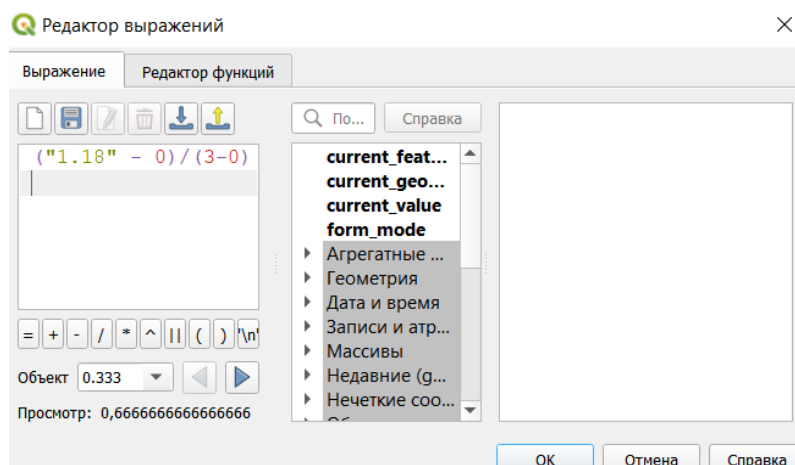 Редактор выражений
Выражение
Редактор функций
По...
Справка
("1.18" - 0)/(3-0)
current_feat...
current_geo...
current_value
form_mode
Агрегатные ...
Геометрия
Дата и время
Записи и атр...
Массивы
Недавние (g...
Нечеткие соо...
= + - / * ^ || ( ) '\n'
Объект 0.333
Просмотр: 0,6666666666666666
ОК
Отмена
Справка